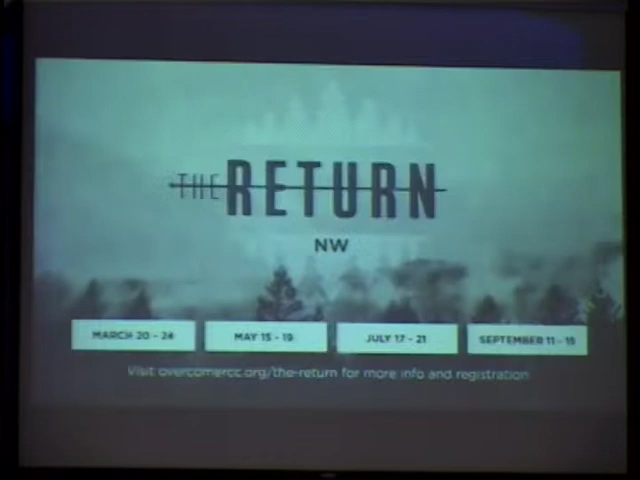 THE RETURN
NW
MARCH 20 - 24
MAY 15 - 19
JULY 17 - 21
SEPTEMBER 11 - 15
Visit overcomercc.org/the-return for more info and registration